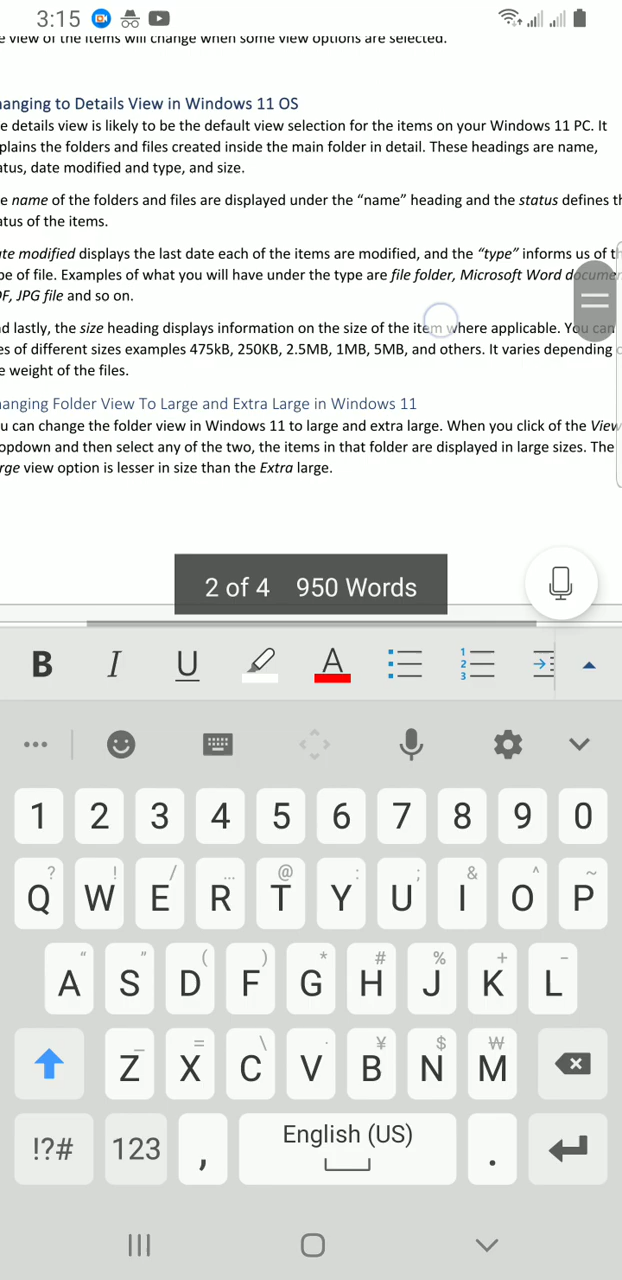 3:15
e view of the items will change when some view options are selected.
anging to Details View in Windows 11 OS
e details view is likely to be the default view selection for the items on your Windows 11 PC. It
plains the folders and files created inside the main folder in detail. These headings are name,
atus, date modified and type, and size.
e name of the folders and files are displayed under the “name” heading and the status defines th
atus of the items.
te modified displays the last date each of the items are modified, and the “type” informs us of th
pe of file. Examples of what you will have under the type are file folder, Microsoft Word documen
F, JPG file and so on.
d lastly, the size heading displays information on the size of the item where applicable. You can
es of different sizes examples 475kB, 250KB, 2.5MB, 1MB, 5MB, and others. It varies depending o
e weight of the files.
anging Folder View To Large and Extra Large in Windows 11
u can change the folder view in Windows 11 to large and extra large. When you click of the View
opdown and then select any of the two, the items in that folder are displayed in large sizes. The
rge view option is lesser in size than the Extra large.
2 of 4 950 Words
B I U A
1 2 3 4 5 6 7 8 9 0
? ! / ... @ : ; & ^ ~
Q W E R T Y U I O P
" " ( ) * # % + -
A S D F G H J K L
_ = \ · ¥ $ ₩
Z X C V B N M
!?# 123 , English (US) .